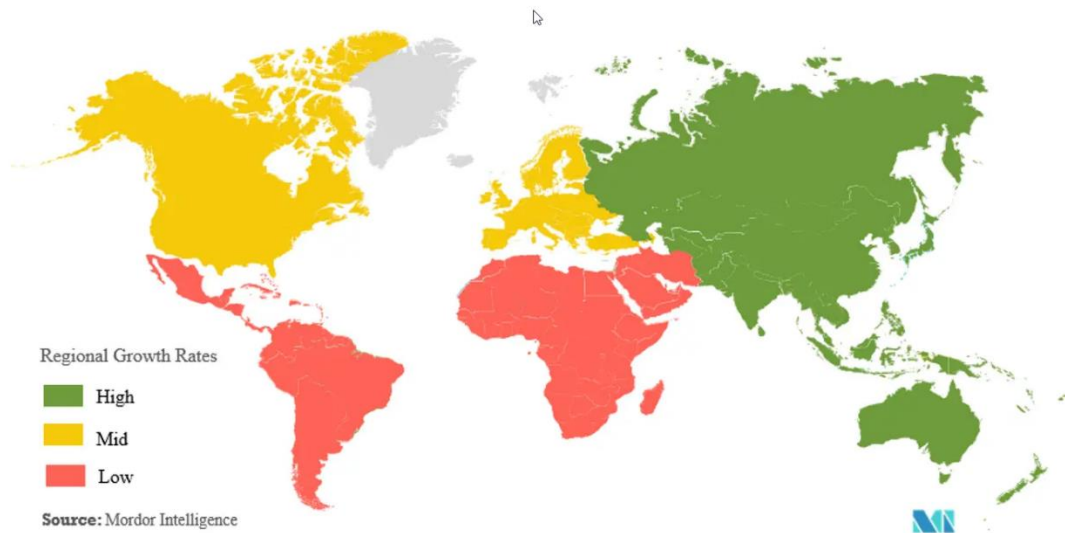 Regional Growth Rates
High
Mid
Low
Source: Mordor Intelligence